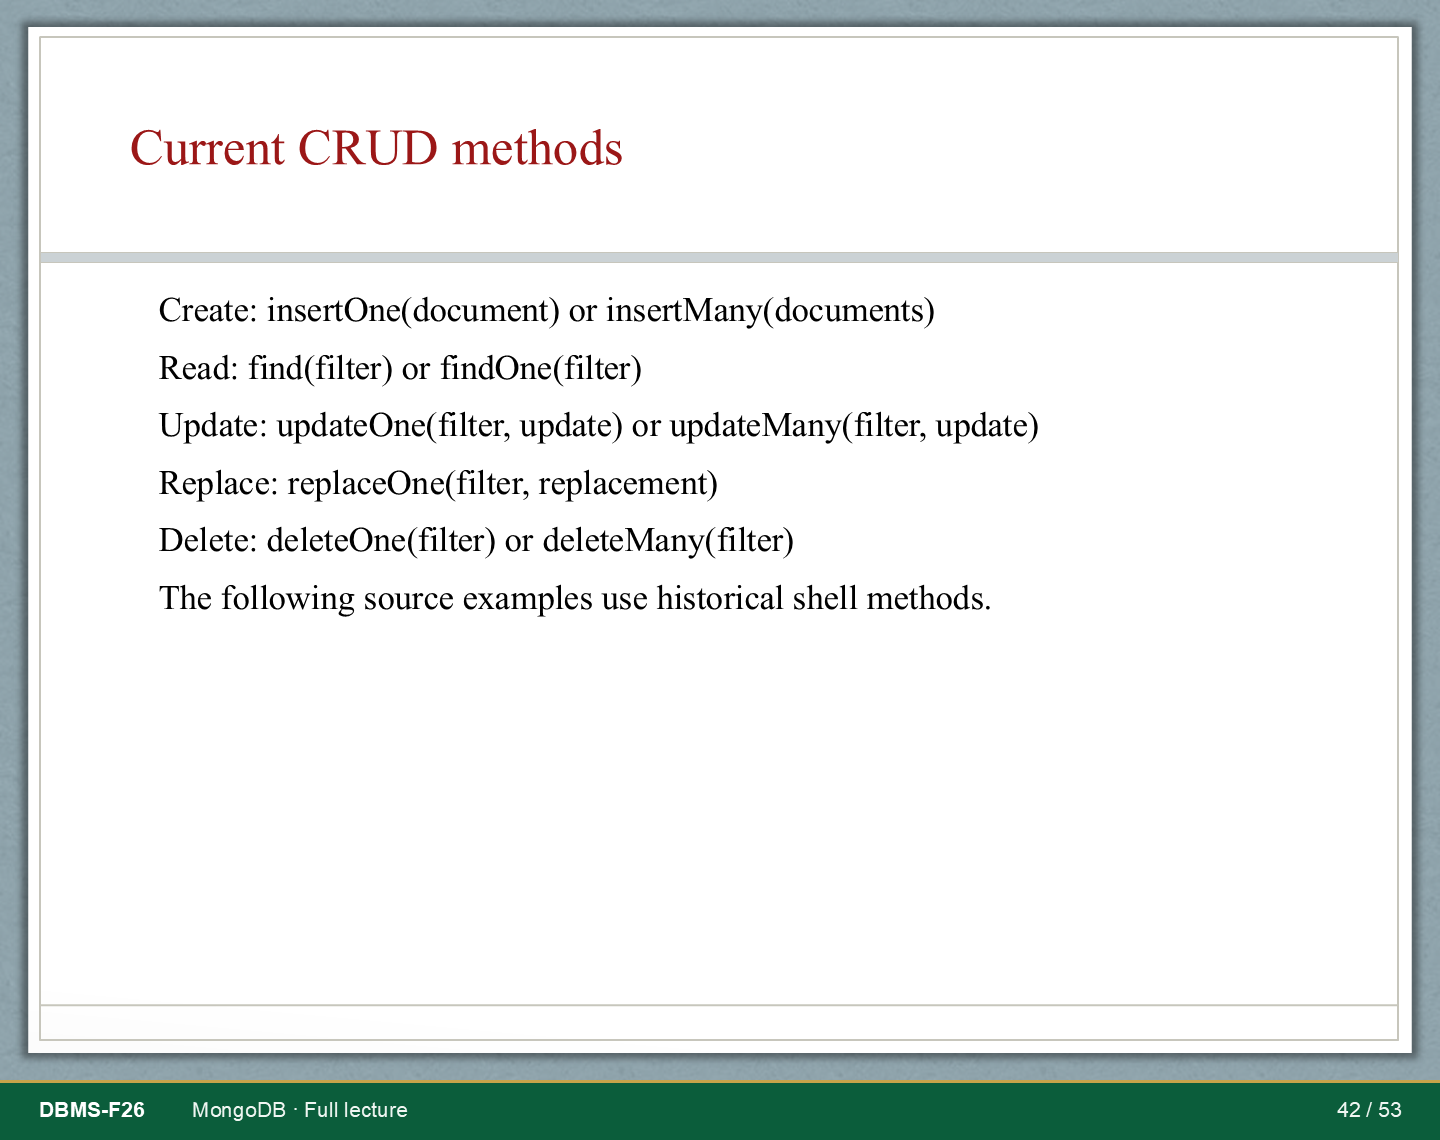 Current CRUD methods
Create: insertOne(document) or insertMany(documents)
Read: find(filter) or findOne(filter)
Update: updateOne(filter, update) or updateMany(filter, update)
Replace: replaceOne(filter, replacement)
Delete: deleteOne(filter) or deleteMany(filter)
The following source examples use historical shell methods.
DBMS-F26 MongoDB · Full lecture 42 / 53